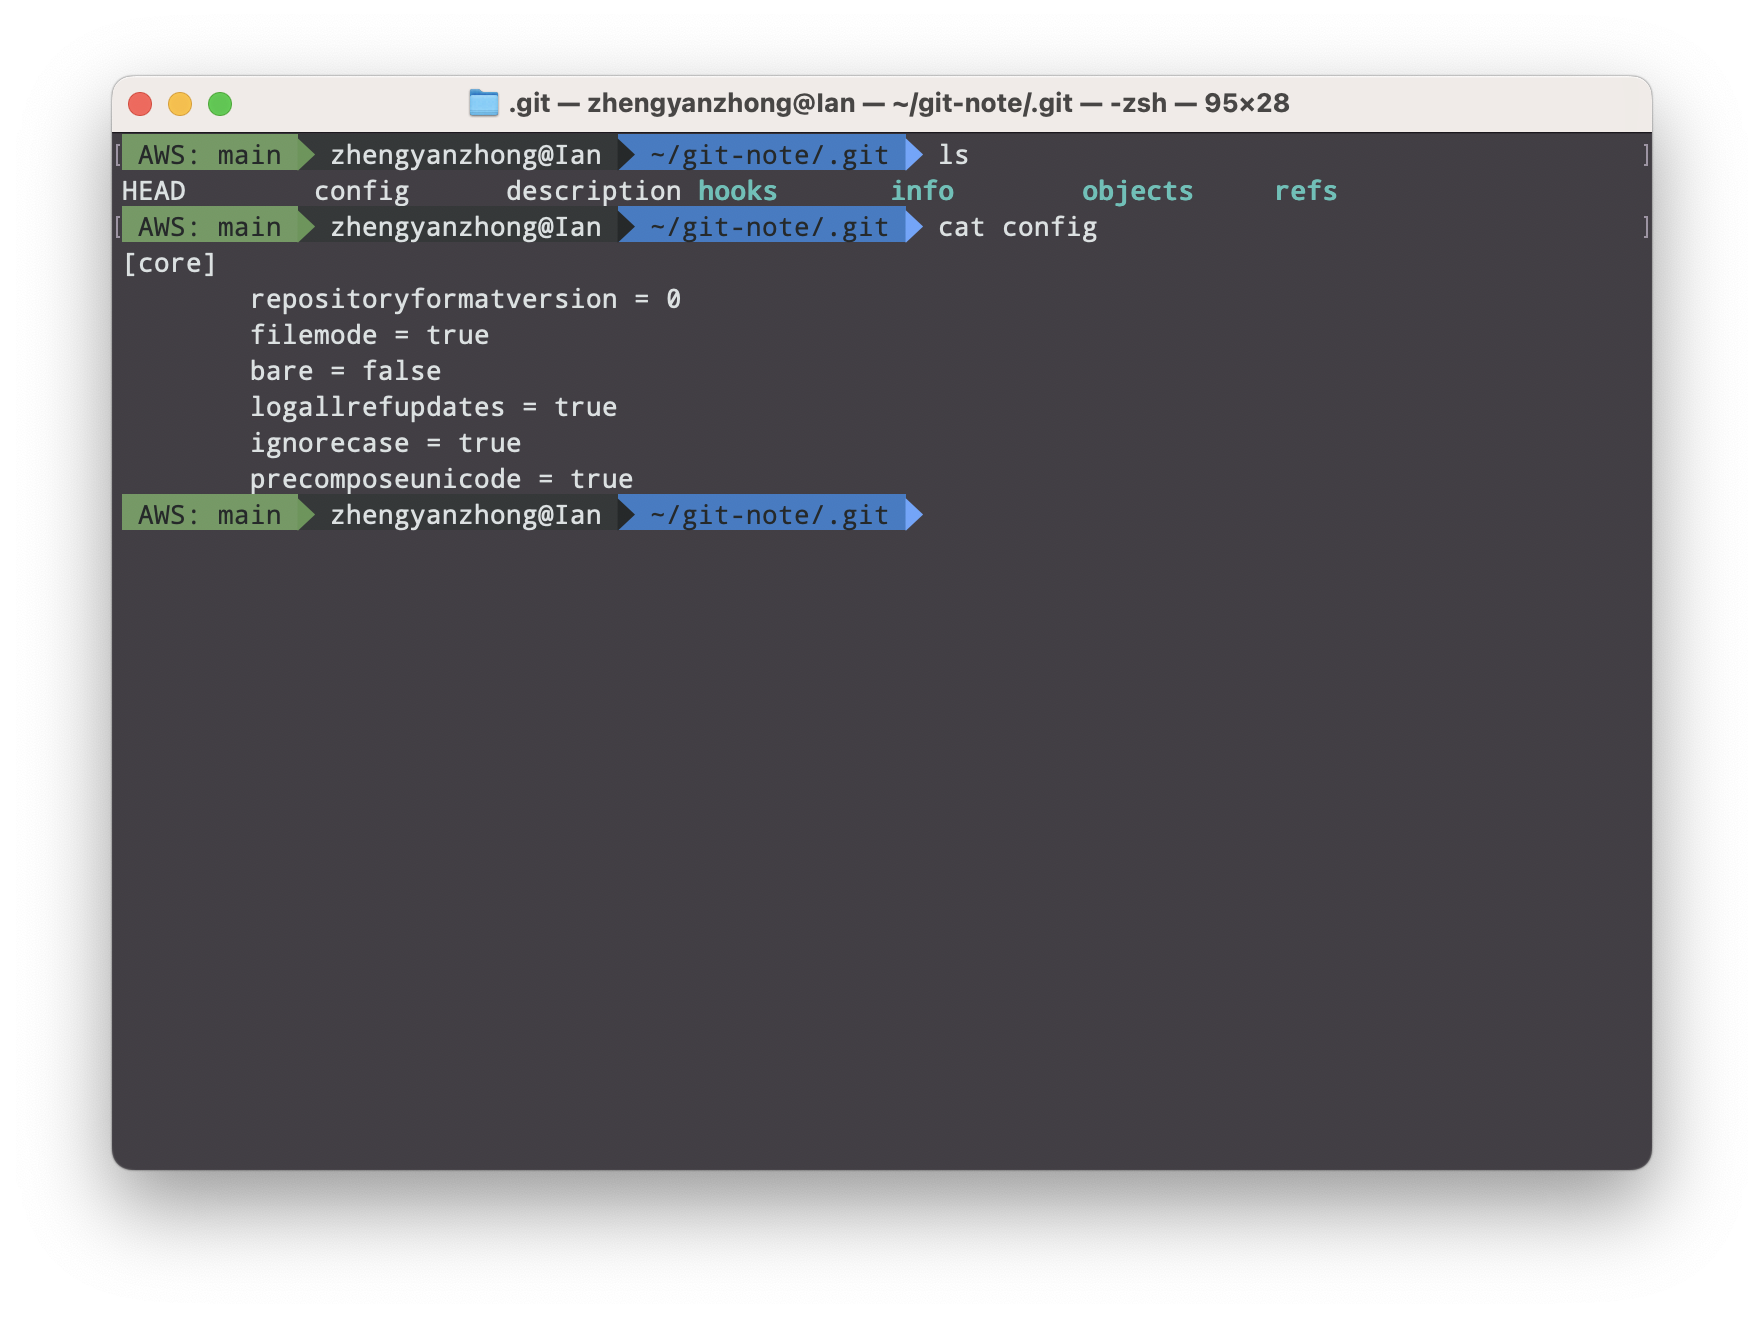 .git — zhengyanzhong@Ian — ~/git-note/.git — -zsh — 95×28
[ AWS: main zhengyanzhong@Ian ~/git-note/.git ls ]
HEAD config description hooks info objects refs
[ AWS: main zhengyanzhong@Ian ~/git-note/.git cat config ]
[core]
repositoryformatversion = 0
filemode = true
bare = false
logallrefupdates = true
ignorecase = true
precomposeunicode = true
AWS: main zhengyanzhong@Ian ~/git-note/.git